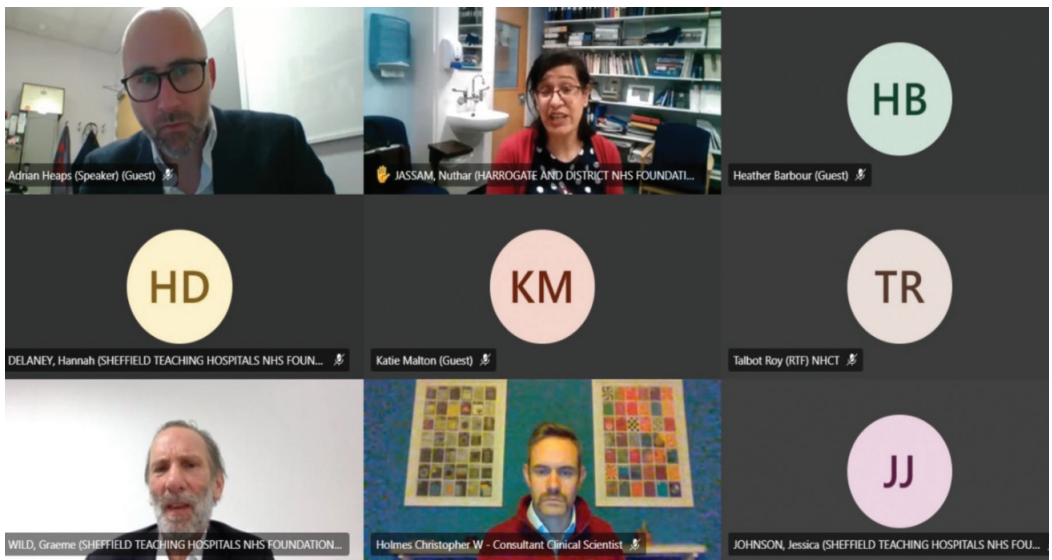 Adrian Heaps (Speaker) (Guest)
JASSAM, Nuthar (HARROGATE AND DISTRICT NHS FOUNDATI...
HB
Heather Barbour (Guest)
HD
DELANEY, Hannah (SHEFFIELD TEACHING HOSPITALS NHS FOUN...
KM
Katie Malton (Guest)
TR
Talbot Roy (RTF) NHCT
WILD, Graeme (SHEFFIELD TEACHING HOSPITALS NHS FOUNDATION...
Holmes Christopher W - Consultant Clinical Scientist
JJ
JOHNSON, Jessica (SHEFFIELD TEACHING HOSPITALS NHS FOU...